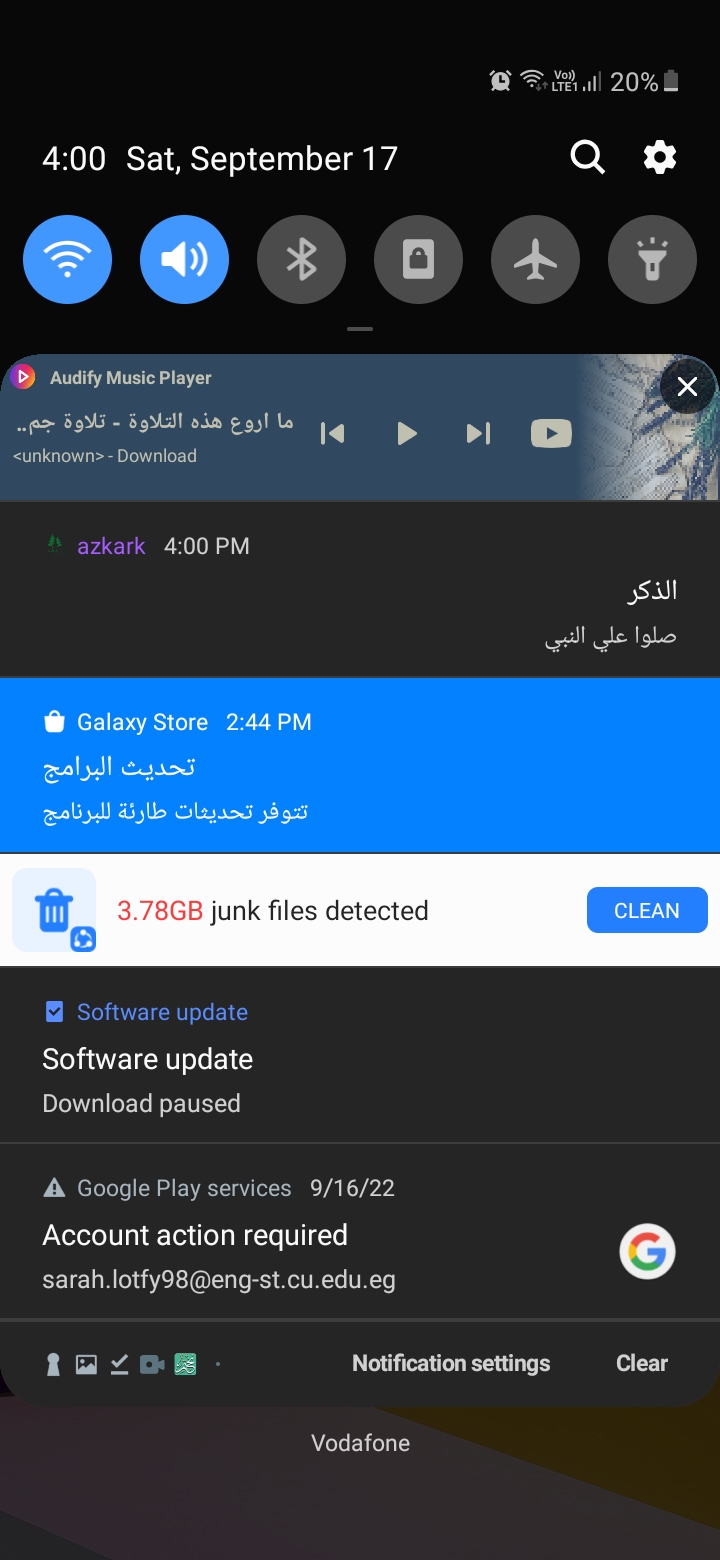 Vo)) LTE1 20%
4:00 Sat, September 17
Audify Music Player
ما اروع هذه التلاوة - تلاوة جم..
<unknown> - Download
azkark 4:00 PM
الذكر
صلوا علي النبي
Galaxy Store 2:44 PM
تحديث البرامج
تتوفر تحديثات طارئة للبرنامج
3.78GB junk files detected CLEAN
Software update
Software update
Download paused
Google Play services 9/16/22
Account action required
sarah.lotfy98@eng-st.cu.edu.eg
Notification settings Clear
Vodafone